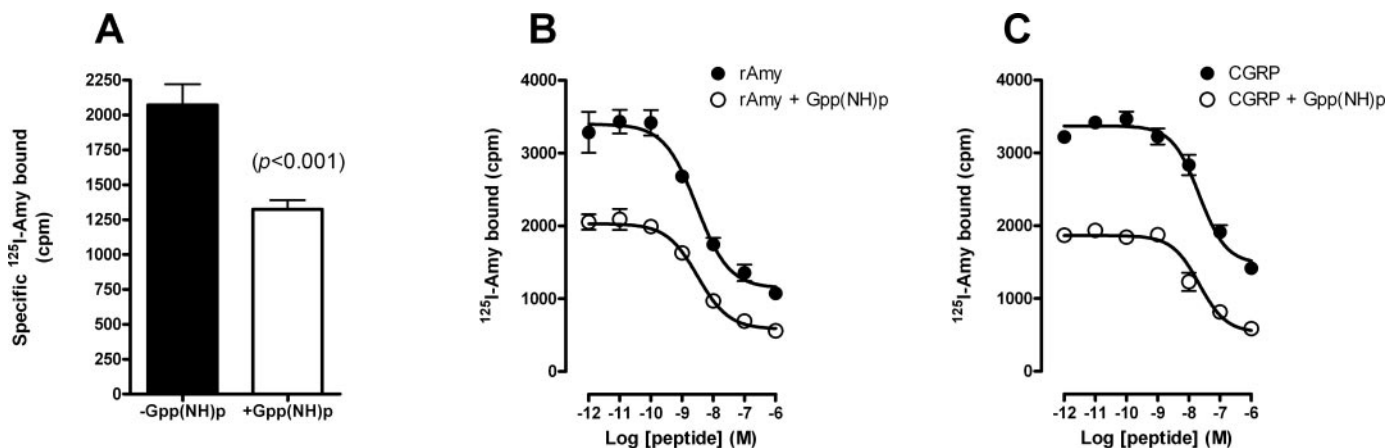 A
Specific ¹²⁵I-Amy bound
(cpm)
2250
2000
1750
1500
1250
1000
750
500
250
0
(p<0.001)
-Gpp(NH)p
+Gpp(NH)p
B
rAmy
rAmy + Gpp(NH)p
¹²⁵I-Amy bound (cpm)
4000
3000
2000
1000
0
-12 -11 -10 -9 -8 -7 -6
Log [peptide] (M)
C
CGRP
CGRP + Gpp(NH)p
¹²⁵I-Amy bound (cpm)
4000
3000
2000
1000
0
-12 -11 -10 -9 -8 -7 -6
Log [peptide] (M)